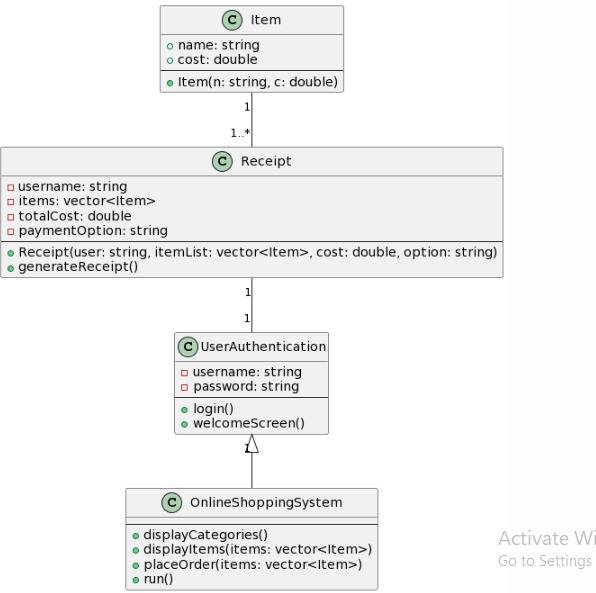 C Item
name: string
cost: double
Item(n: string, c: double)
1
1..*
C Receipt
username: string
items: vector<Item>
totalCost: double
paymentOption: string
Receipt(user: string, itemList: vector<Item>, cost: double, option: string)
generateReceipt()
1
1
C UserAuthentication
username: string
password: string
login()
welcomeScreen()
1
C OnlineShoppingSystem
displayCategories()
displayItems(items: vector<Item>)
placeOrder(items: vector<Item>)
run()
Activate Wi
Go to Settings